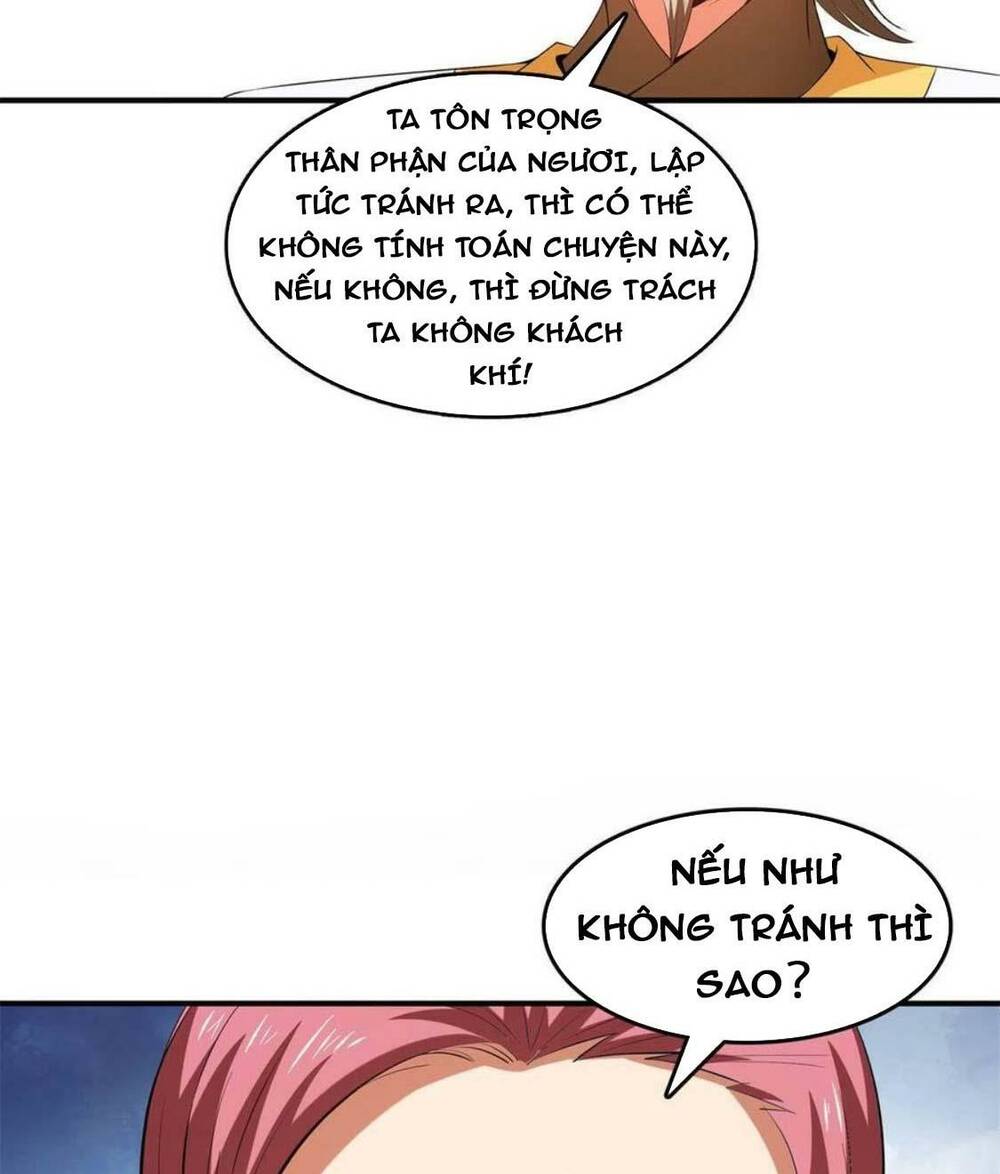 TA TÔN TRỌNG
THÂN PHẬN CỦA NGƯƠI, LẬP
TỨC TRÁNH RA, THÌ CÓ THỂ
KHÔNG TÍNH TOÁN CHUYỆN NÀY,
NẾU KHÔNG, THÌ ĐỪNG TRÁCH
TA KHÔNG KHÁCH
KHÍ!
NẾU NHƯ
KHÔNG TRÁNH THÌ
SAO?